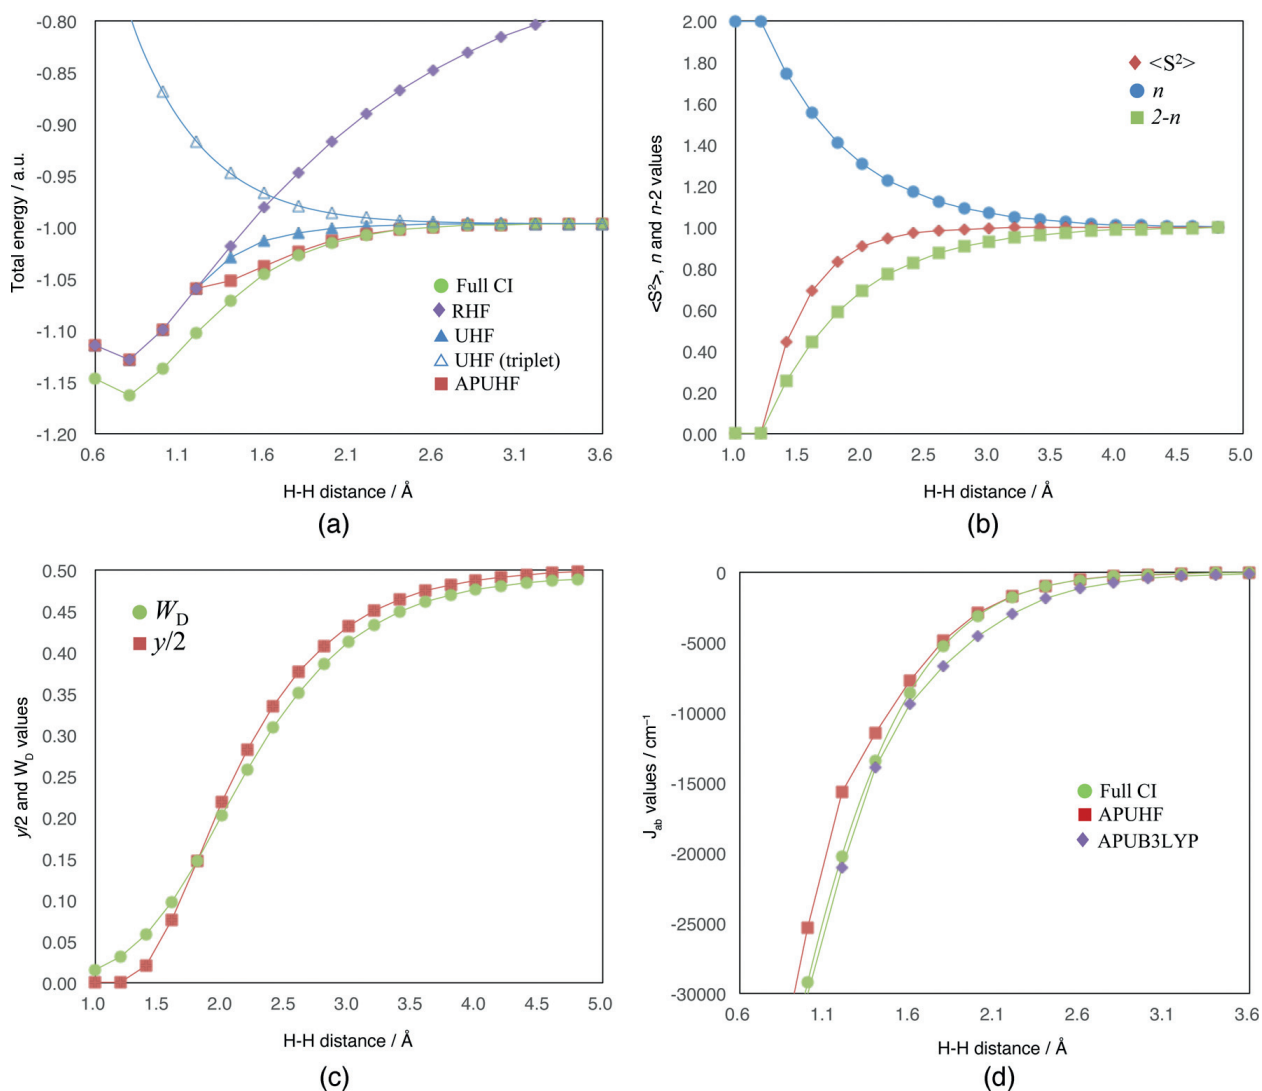 -0.80
-0.85
-0.90
-0.95
-1.00
-1.05
-1.10
-1.15
-1.20
Total energy / a.u.
Full CI
RHF
UHF
UHF (triplet)
APUHF
0.6 1.1 1.6 2.1 2.6 3.1 3.6
H-H distance / Å
(a)
2.00
1.80
1.60
1.40
1.20
1.00
0.80
0.60
0.40
0.20
0.00
<S²>, n and n-2 values
<S²>
n
2-n
1.0 1.5 2.0 2.5 3.0 3.5 4.0 4.5 5.0
H-H distance / Å
(b)
0.50
0.45
0.40
0.35
0.30
0.25
0.20
0.15
0.10
0.05
0.00
y/2 and W_D values
W_D
y/2
1.0 1.5 2.0 2.5 3.0 3.5 4.0 4.5 5.0
H-H distance / Å
(c)
0
-5000
-10000
-15000
-20000
-25000
-30000
J_ab values / cm⁻¹
Full CI
APUHF
APUB3LYP
0.6 1.1 1.6 2.1 2.6 3.1 3.6
H-H distance / Å
(d)